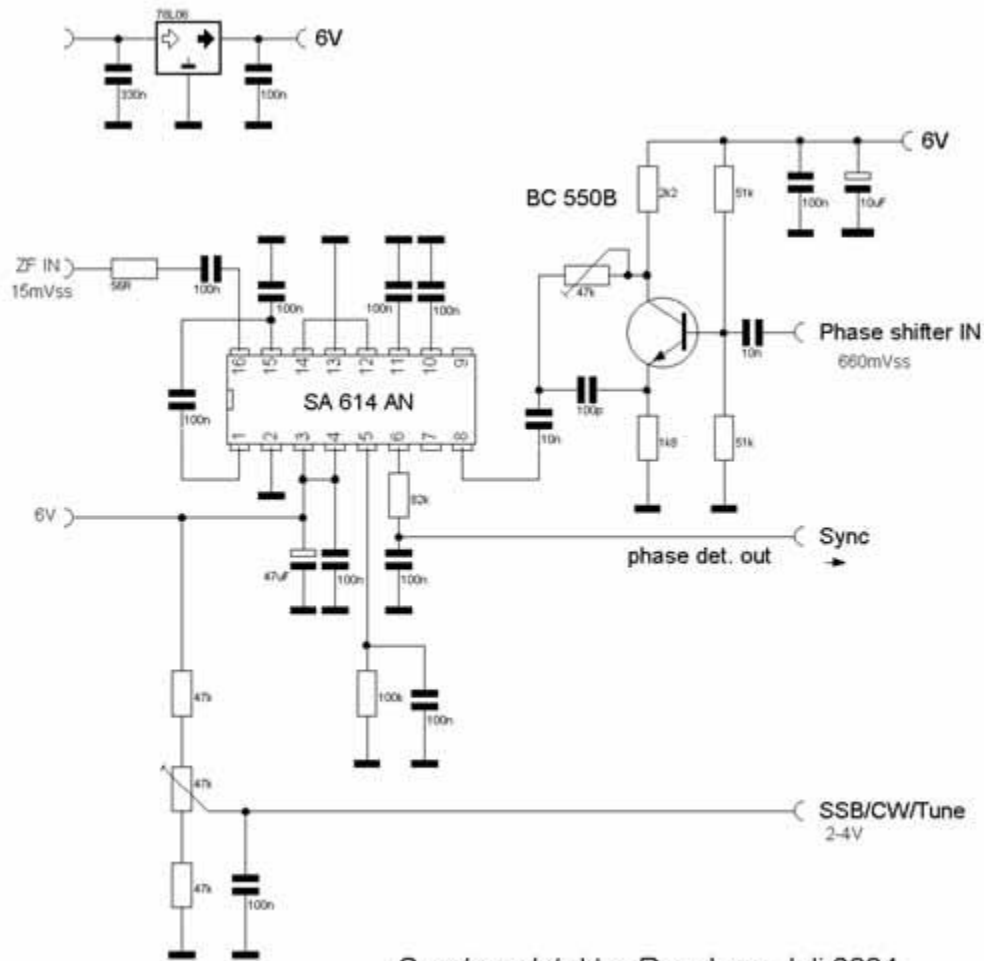 78L06
6V
330n
100n
6V
BC 550B
2k2
51k
100n
10uF
ZF IN
15mVss
56R
100n
100n
100n
100n
47k
10n
Phase shifter IN
660mVss
16 15 14 13 12 11 10 9
SA 614 AN
1 2 3 4 5 6 7 8
100n
100p
10n
1k8
51k
82k
6V
Sync
phase det. out
47uF
100n
100n
47k
100k
100n
47k
SSB/CW/Tune
2-4V
47k
100n